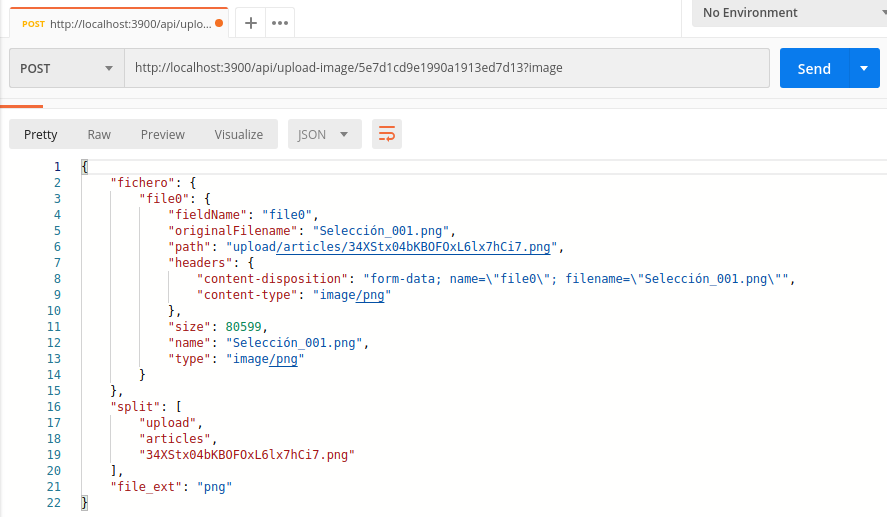 POST http://localhost:3900/api/uplo... + ••• No Environment
POST http://localhost:3900/api/upload-image/5e7d1cd9e1990a1913ed7d13?image Send
Pretty Raw Preview Visualize JSON
1 {
2 "fichero": {
3 "file0": {
4 "fieldName": "file0",
5 "originalFilename": "Selección_001.png",
6 "path": "upload/articles/34XStx04bKBOFOxL6lx7hCi7.png",
7 "headers": {
8 "content-disposition": "form-data; name=\"file0\"; filename=\"Selección_001.png\"",
9 "content-type": "image/png"
10 },
11 "size": 80599,
12 "name": "Selección_001.png",
13 "type": "image/png"
14 }
15 },
16 "split": [
17 "upload",
18 "articles",
19 "34XStx04bKBOFOxL6lx7hCi7.png"
20 ],
21 "file_ext": "png"
22 }